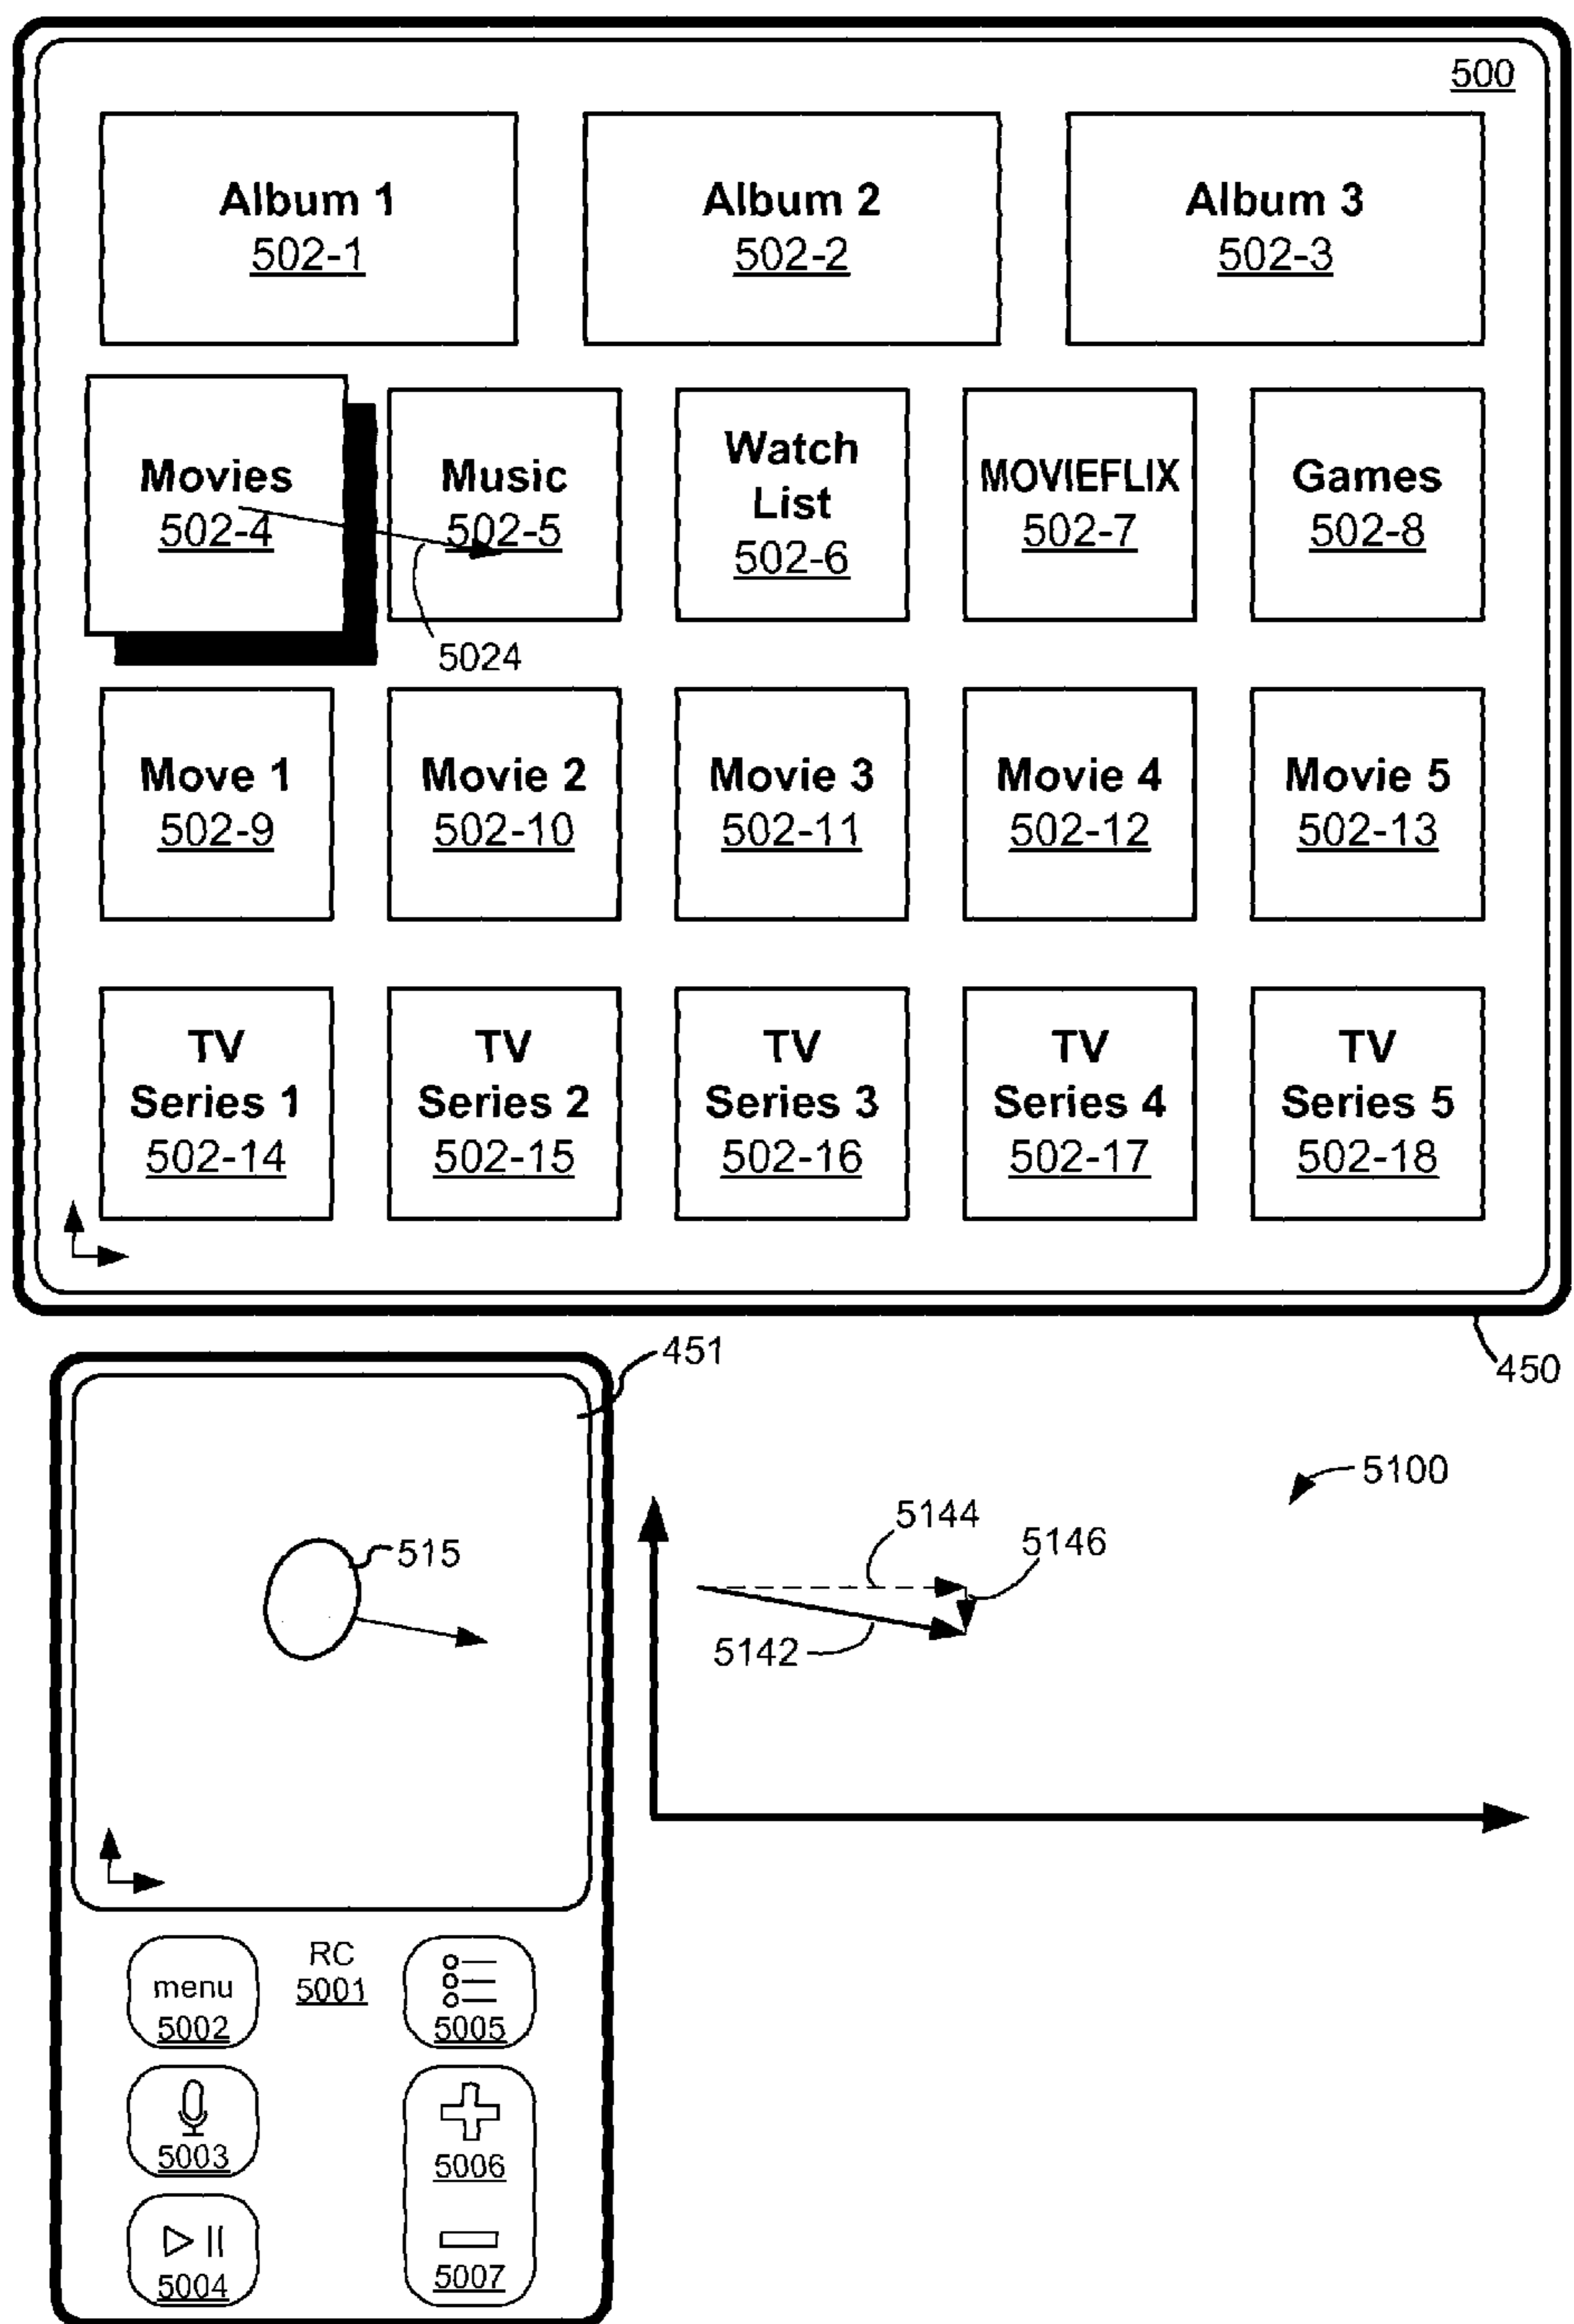 500
Album 1
502-1
Album 2
502-2
Album 3
502-3
Movies
502-4
Music
502-5
Watch
List
502-6
MOVIEFLIX
502-7
Games
502-8
5024
Move 1
502-9
Movie 2
502-10
Movie 3
502-11
Movie 4
502-12
Movie 5
502-13
TV
Series 1
502-14
TV
Series 2
502-15
TV
Series 3
502-16
TV
Series 4
502-17
TV
Series 5
502-18
450
451
515
5100
5144
5146
5142
menu
5002
RC
5001
5005
5003
5006
5004
5007